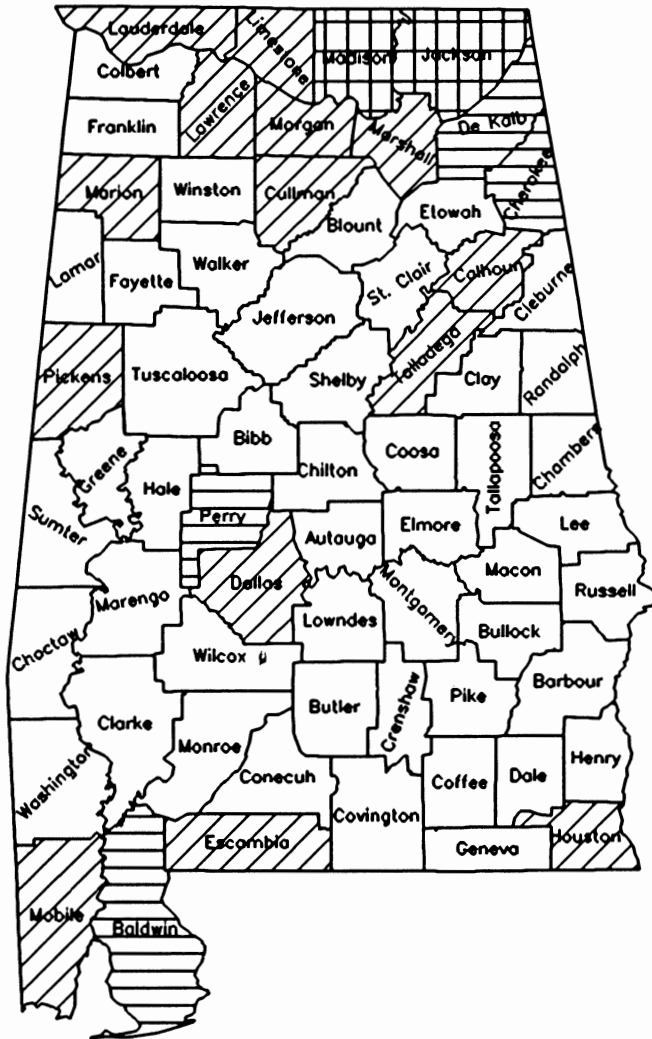 Lauderdale
Limestone
Madison
Jackson
Colbert
Lawrence
Franklin
Morgan
Marshall
De Kalb
Cherokee
Marion
Winston
Cullman
Blount
Etowah
Lamar
Fayette
Walker
St. Clair
Calhoun
Cleburne
Jefferson
Talladega
Pickens
Tuscaloosa
Shelby
Clay
Randolph
Bibb
Greene
Hale
Chilton
Coosa
Tallapoosa
Chambers
Sumter
Perry
Autauga
Elmore
Lee
Dallas
Macon
Marengo
Montgomery
Russell
Lowndes
Bullock
Choctaw
Wilcox
Clarke
Butler
Crenshaw
Pike
Barbour
Monroe
Washington
Conecuh
Coffee
Dale
Henry
Covington
Escambia
Geneva
Houston
Mobile
Baldwin